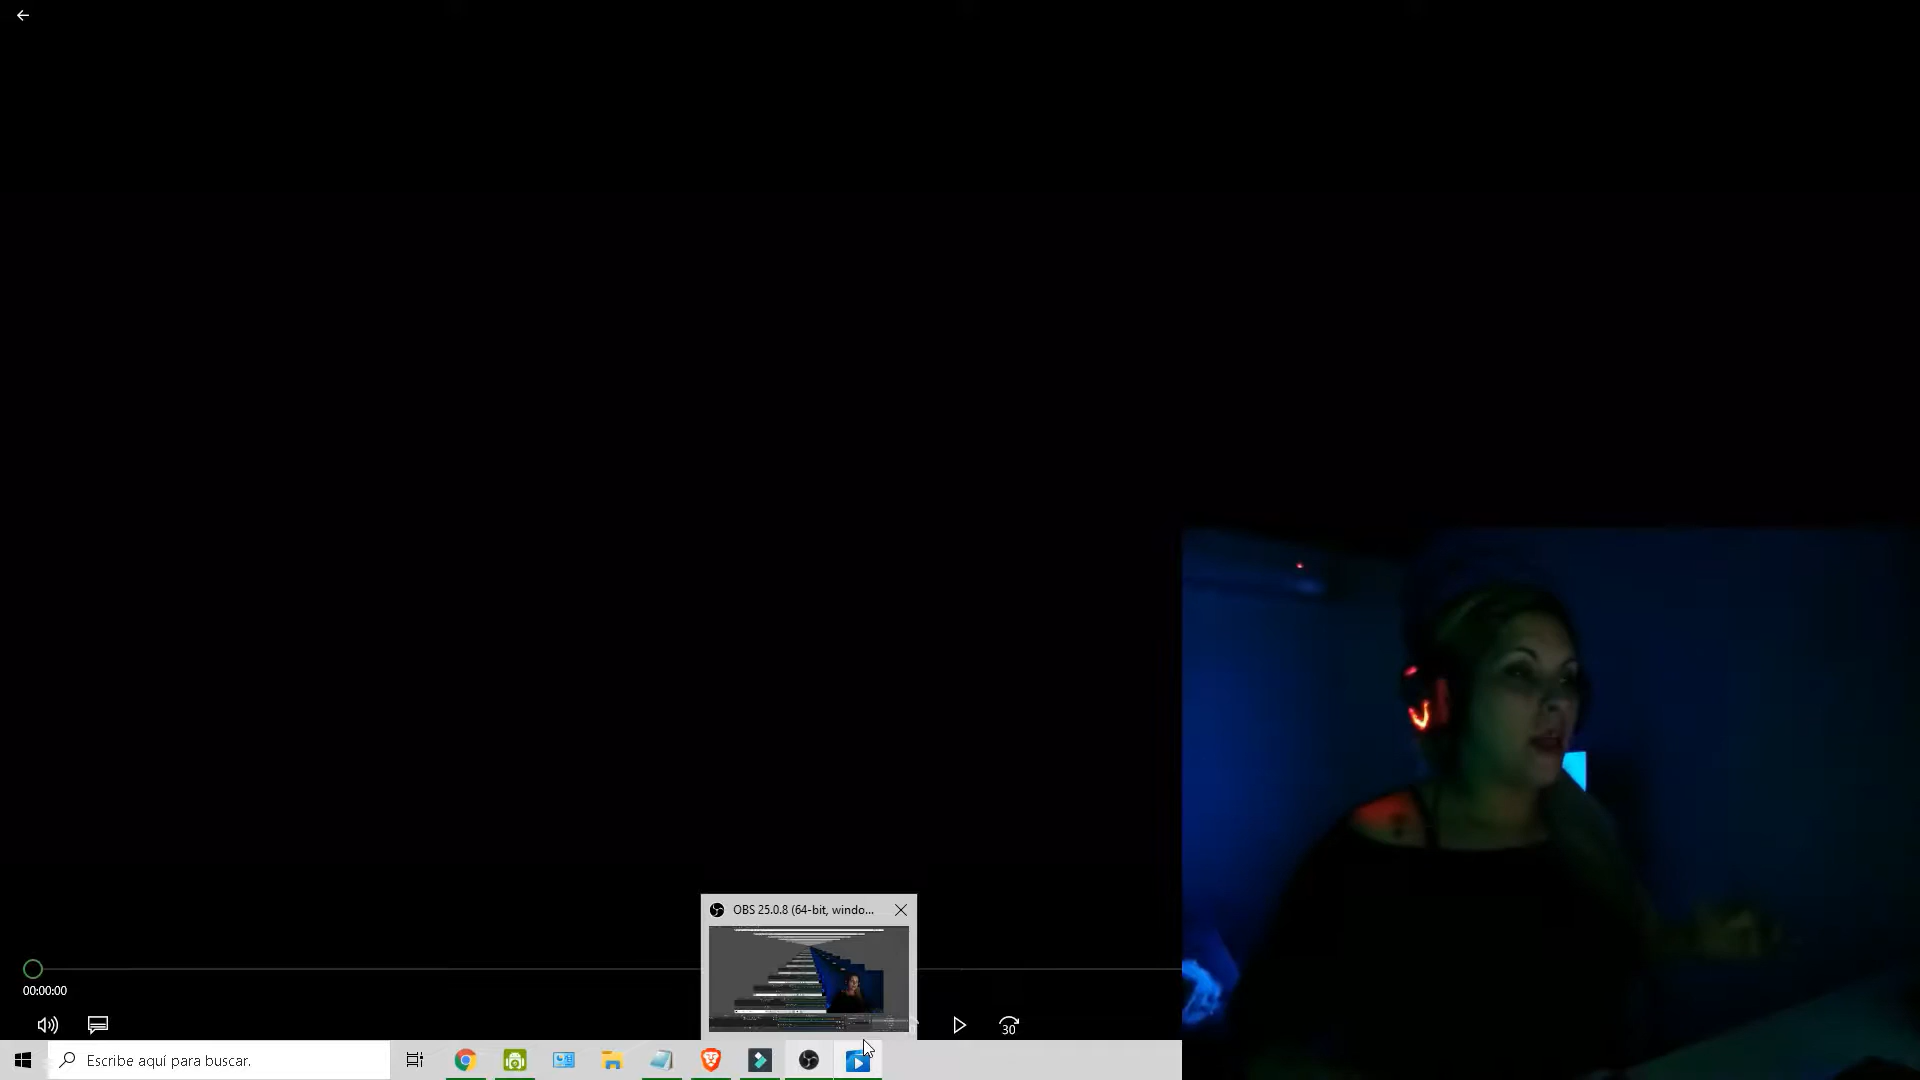 OBS 25.0.8 (64-bit, windo...
00:00:00
30
Escribe aquí para buscar.